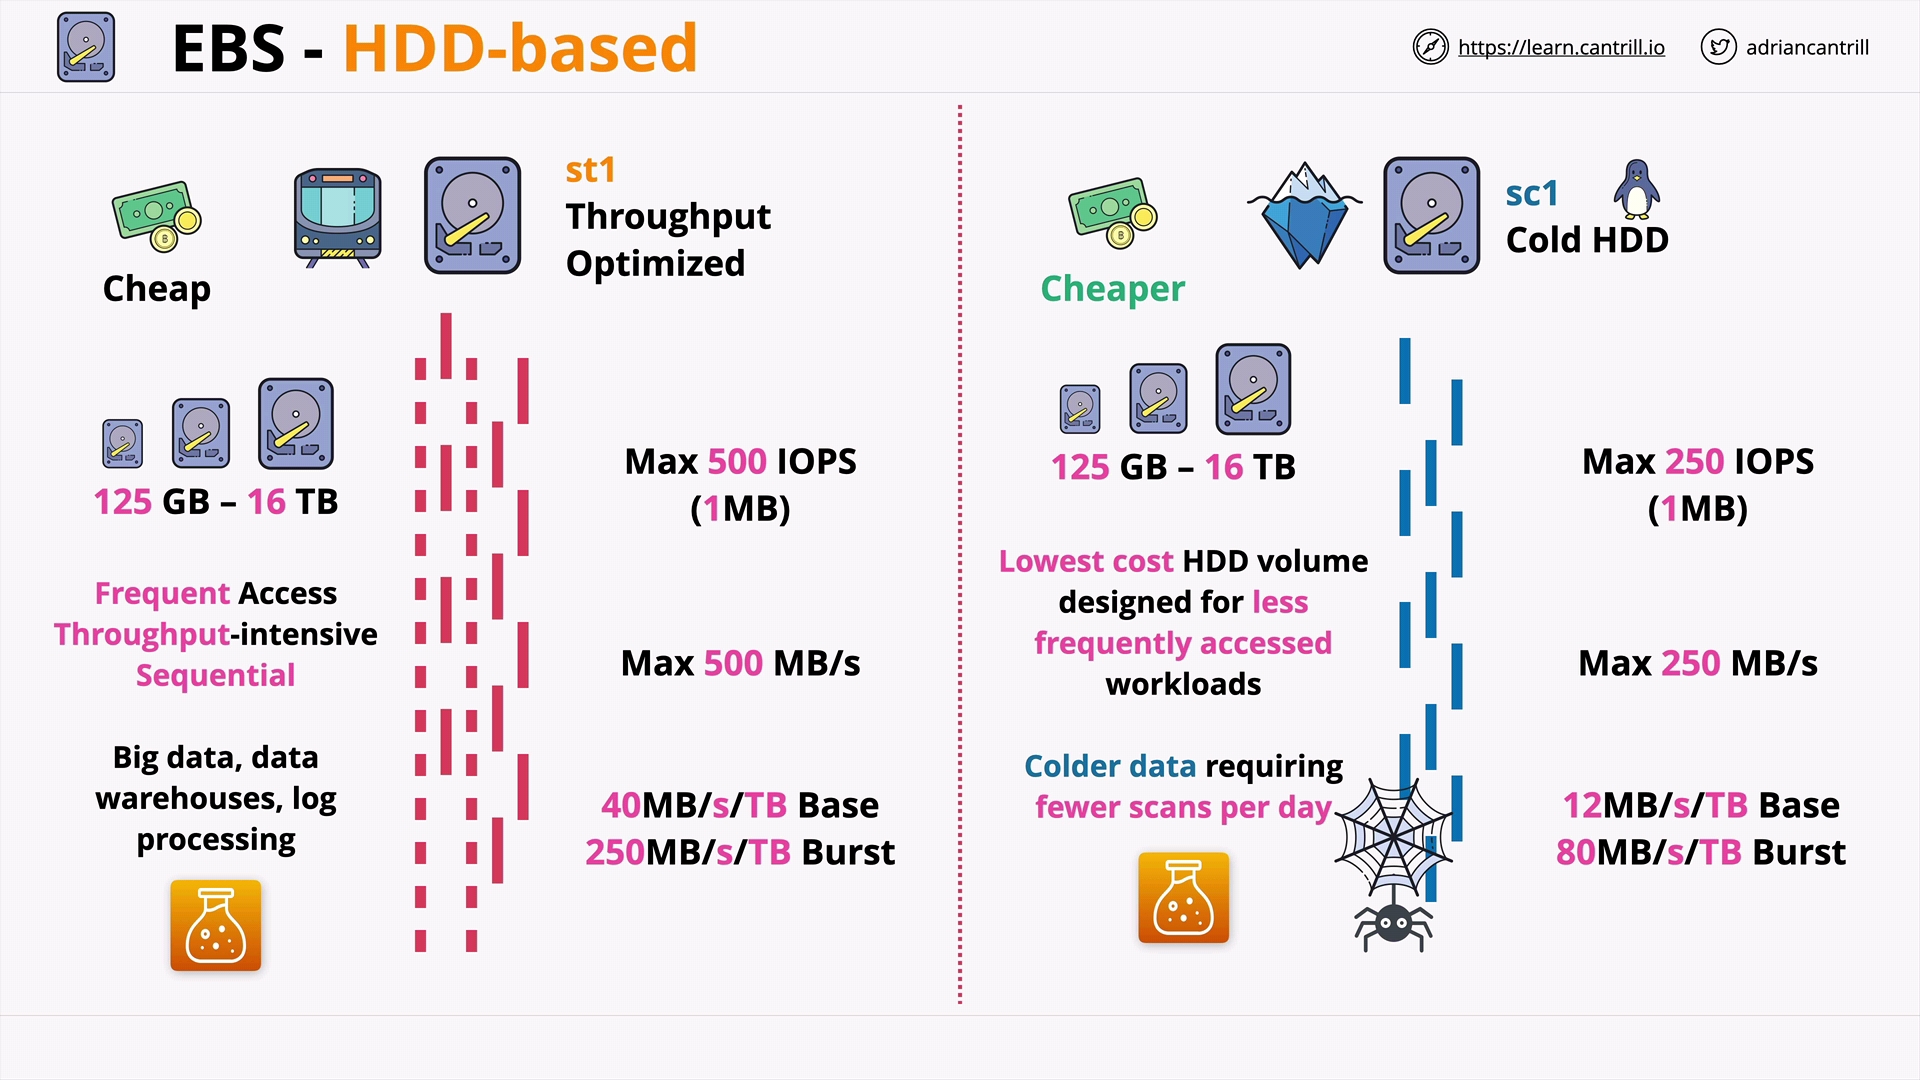 EBS - HDD-based
https://learn.cantrill.io
adriancantrill
st1
Throughput
Optimized
Cheap
125 GB – 16 TB
Frequent Access
Throughput-intensive
Sequential
Big data, data
warehouses, log
processing
Max 500 IOPS
(1MB)
Max 500 MB/s
40MB/s/TB Base
250MB/s/TB Burst
sc1
Cold HDD
Cheaper
125 GB – 16 TB
Lowest cost HDD volume
designed for less
frequently accessed
workloads
Colder data requiring
fewer scans per day
Max 250 IOPS
(1MB)
Max 250 MB/s
12MB/s/TB Base
80MB/s/TB Burst